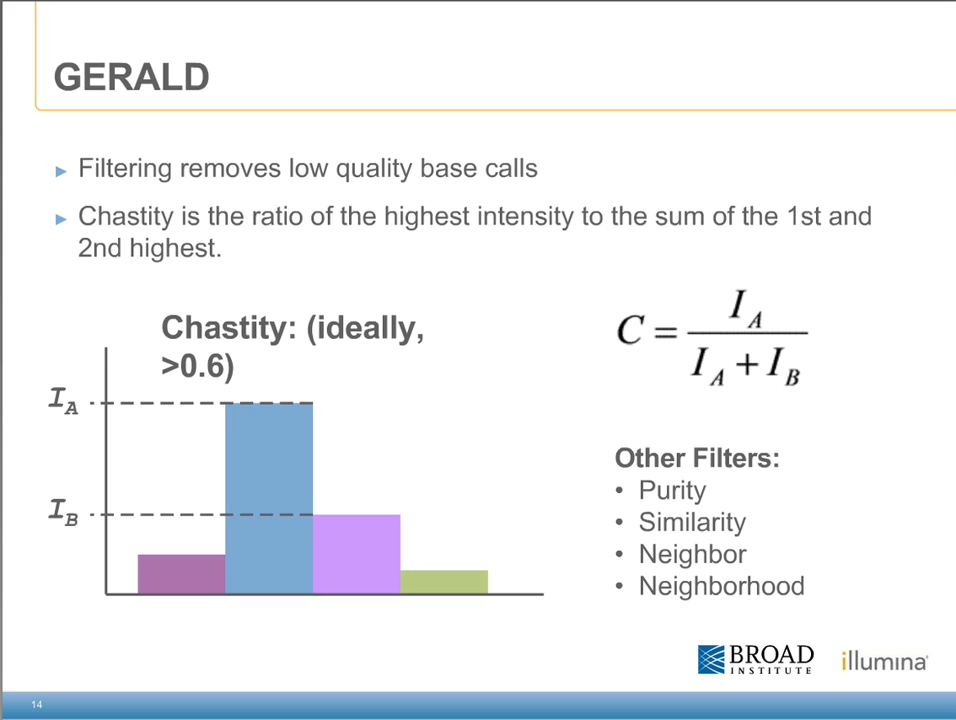 GERALD
► Filtering removes low quality base calls
► Chastity is the ratio of the highest intensity to the sum of the 1st and
2nd highest.
Chastity: (ideally,
>0.6)
I_A
I_B
C = I_A / (I_A + I_B)
Other Filters:
• Purity
• Similarity
• Neighbor
• Neighborhood
BROAD
INSTITUTE
illumina
14